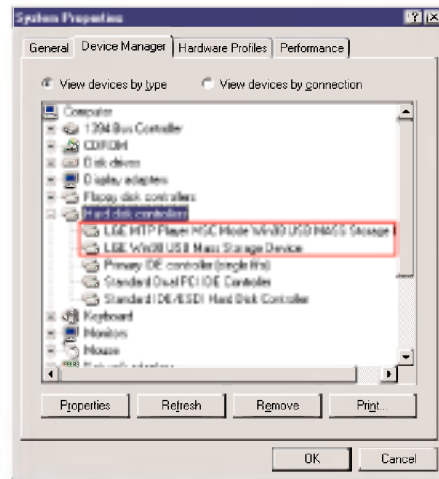 System Properties
General Device Manager Hardware Profiles Performance
View devices by type View devices by connection
Computer
1394 Bus Controller
CDROM
Disk drives
Display adapters
Floppy disk controllers
Hard disk controllers
LGE MTP Player MSC Mode Win98 USB MASS Storage
LGE Win98 USB Mass Storage Device
Primary IDE controller (single fifo)
Standard Dual PCI IDE Controller
Standard IDE/ESDI Hard Disk Controller
Keyboard
Monitors
Mouse
Network adapters
Properties Refresh Remove Print...
OK Cancel